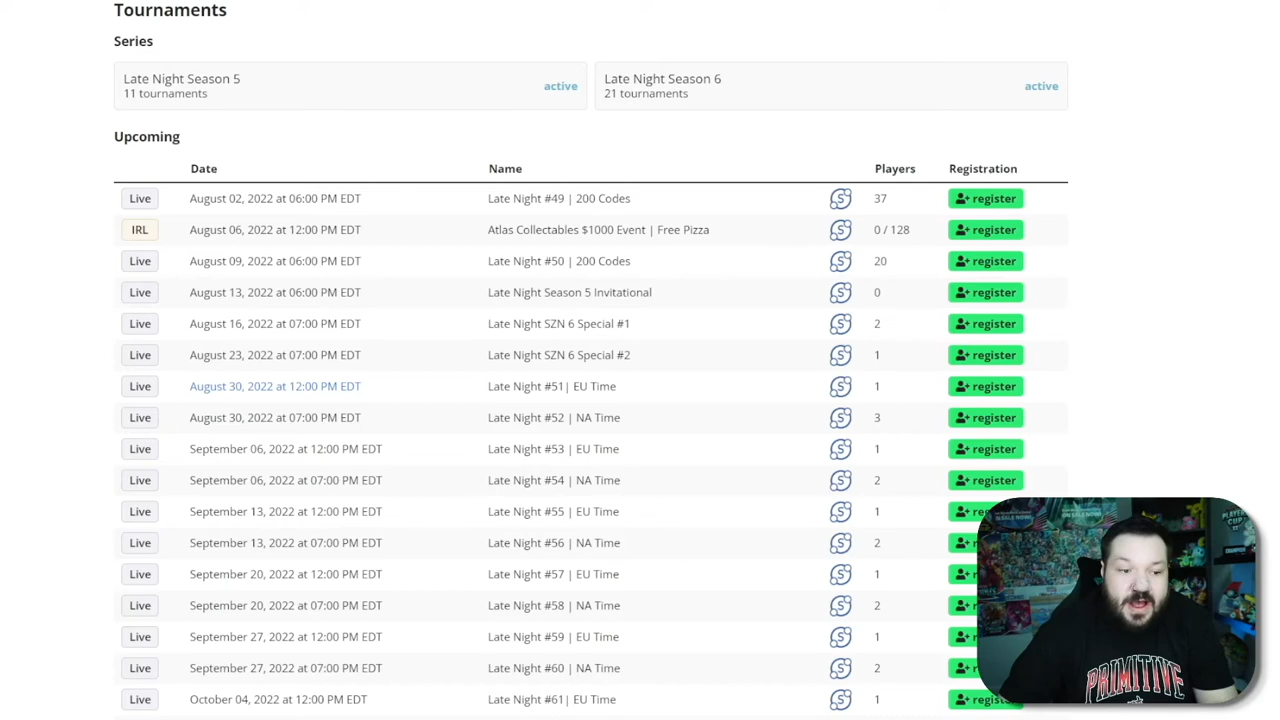 Tournaments
Series
Late Night Season 5
11 tournaments
active
Late Night Season 6
21 tournaments
active
Upcoming
Date Name Players Registration
Live August 02, 2022 at 06:00 PM EDT Late Night #49 | 200 Codes 37 register
IRL August 06, 2022 at 12:00 PM EDT Atlas Collectables $1000 Event | Free Pizza 0 / 128 register
Live August 09, 2022 at 06:00 PM EDT Late Night #50 | 200 Codes 20 register
Live August 13, 2022 at 06:00 PM EDT Late Night Season 5 Invitational 0 register
Live August 16, 2022 at 07:00 PM EDT Late Night SZN 6 Special #1 2 register
Live August 23, 2022 at 07:00 PM EDT Late Night SZN 6 Special #2 1 register
Live August 30, 2022 at 12:00 PM EDT Late Night #51| EU Time 1 register
Live August 30, 2022 at 07:00 PM EDT Late Night #52 | NA Time 3 register
Live September 06, 2022 at 12:00 PM EDT Late Night #53 | EU Time 1 register
Live September 06, 2022 at 07:00 PM EDT Late Night #54 | NA Time 2 register
Live September 13, 2022 at 12:00 PM EDT Late Night #55 | EU Time 1
Live September 13, 2022 at 07:00 PM EDT Late Night #56 | NA Time 2
Live September 20, 2022 at 12:00 PM EDT Late Night #57 | EU Time 1
Live September 20, 2022 at 07:00 PM EDT Late Night #58 | NA Time 2
Live September 27, 2022 at 12:00 PM EDT Late Night #59 | EU Time 1
Live September 27, 2022 at 07:00 PM EDT Late Night #60 | NA Time 2
Live October 04, 2022 at 12:00 PM EDT Late Night #61| EU Time 1
PLAYERS CUP II
CHAMPION
PRIMITIVE